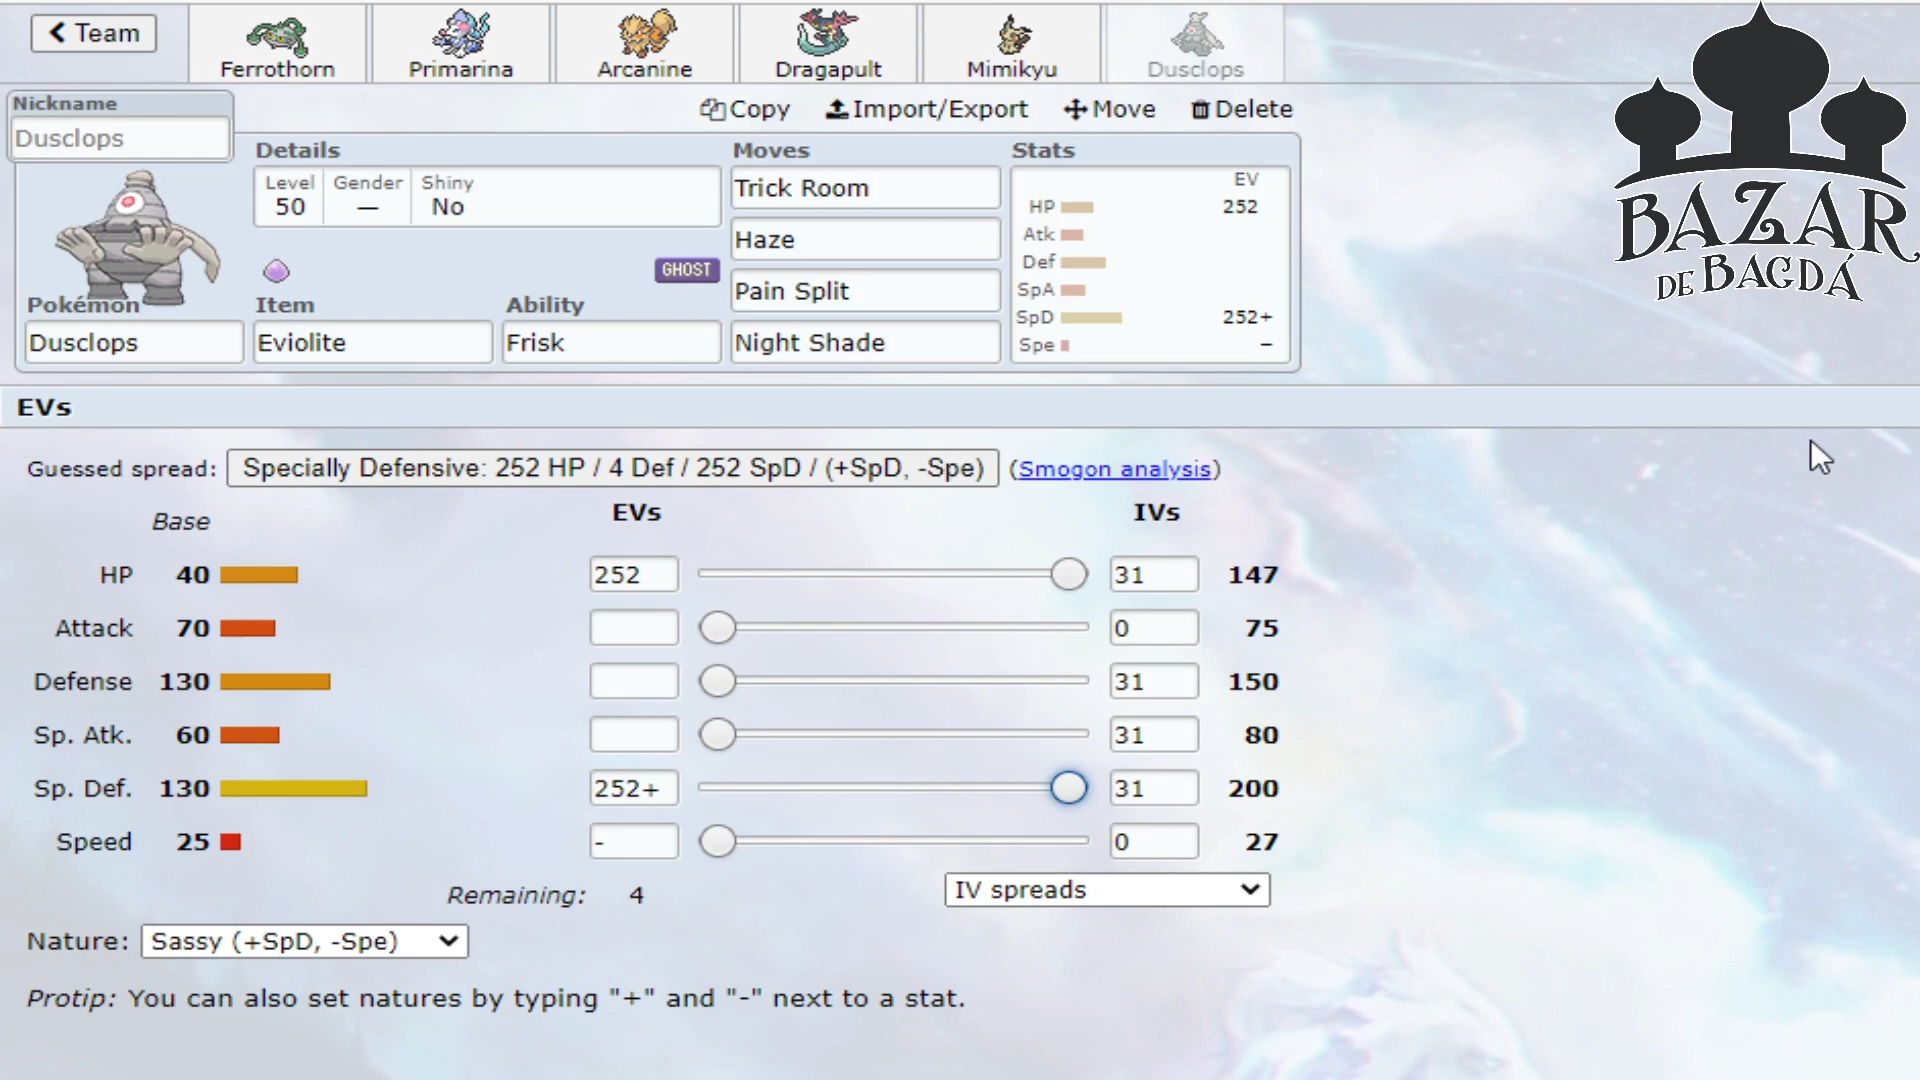 Team
Ferrothorn
Primarina
Arcanine
Dragapult
Mimikyu
Dusclops
Nickname
Dusclops
Copy
Import/Export
Move
Delete
Details
Level
50
Gender
—
Shiny
No
GHOST
Pokémon
Dusclops
Item
Eviolite
Ability
Frisk
Moves
Trick Room
Haze
Pain Split
Night Shade
Stats
EV
HP 252
Atk
Def
SpA
SpD 252+
Spe −
BAZAR
DE BAGDÁ
EVs
Guessed spread: Specially Defensive: 252 HP / 4 Def / 252 SpD / (+SpD, -Spe) (Smogon analysis)
Base EVs IVs
HP 40 252 31 147
Attack 70 0 75
Defense 130 31 150
Sp. Atk. 60 31 80
Sp. Def. 130 252+ 31 200
Speed 25 - 0 27
Remaining: 4 IV spreads
Nature: Sassy (+SpD, -Spe)
Protip: You can also set natures by typing "+" and "-" next to a stat.